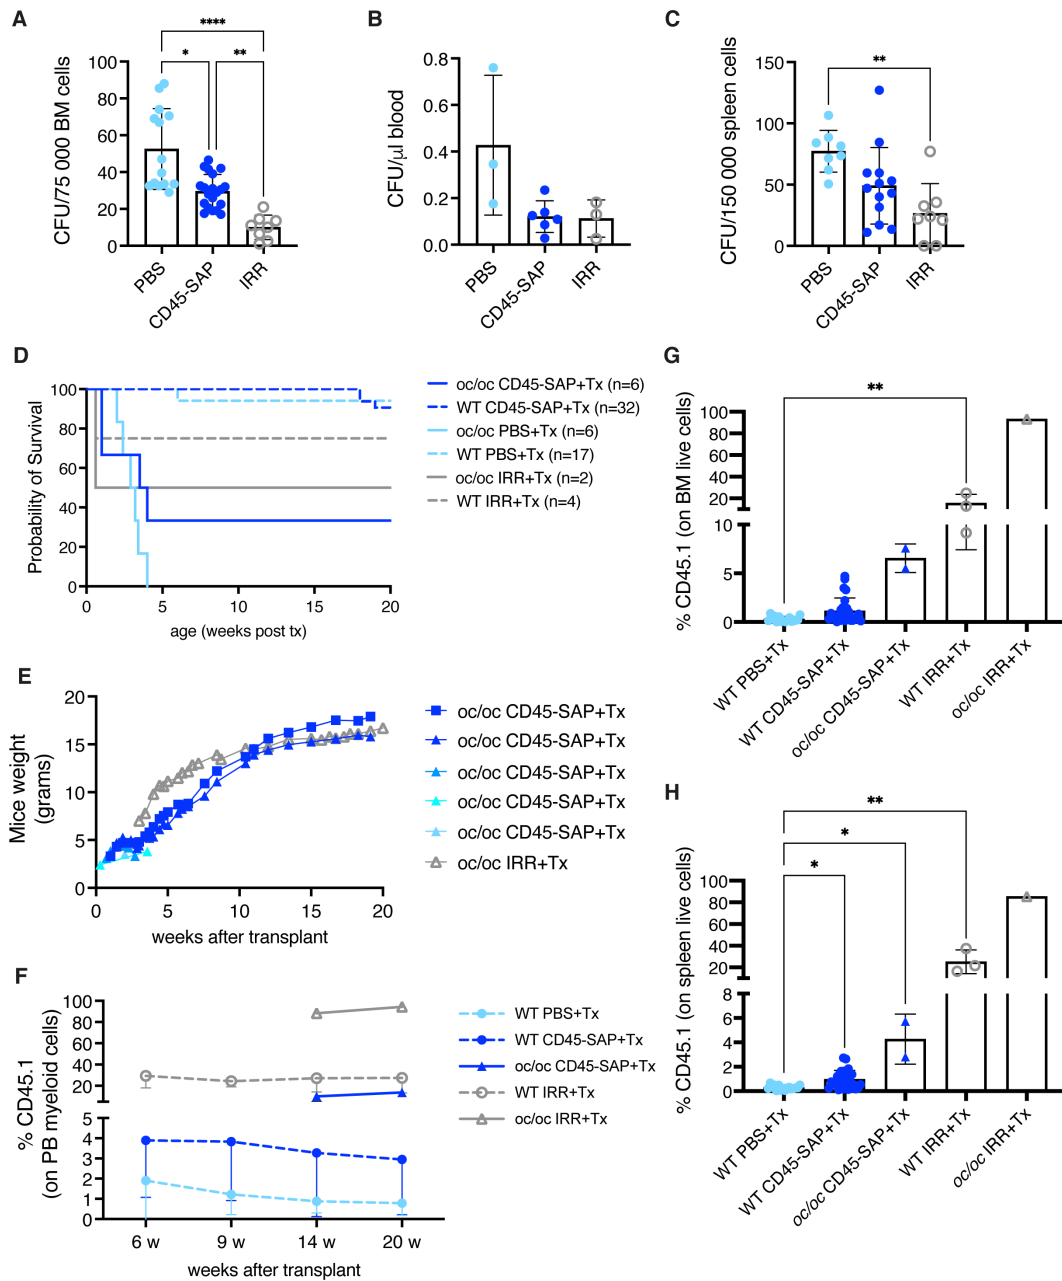 A
CFU/75 000 BM cells
100
80
60
40
20
0
****
*
**
PBS
CD45-SAP
IRR
B
CFU/µl blood
0.8
0.6
0.4
0.2
0.0
PBS
CD45-SAP
IRR
C
CFU/150 000 spleen cells
150
100
50
0
**
PBS
CD45-SAP
IRR
D
Probability of Survival
100
80
60
40
20
0
0
5
10
15
20
age (weeks post tx)
oc/oc CD45-SAP+Tx (n=6)
WT CD45-SAP+Tx (n=32)
oc/oc PBS+Tx (n=6)
WT PBS+Tx (n=17)
oc/oc IRR+Tx (n=2)
WT IRR+Tx (n=4)
E
Mice weight
(grams)
20
15
10
5
0
0
5
10
15
20
weeks after transplant
oc/oc CD45-SAP+Tx
oc/oc CD45-SAP+Tx
oc/oc CD45-SAP+Tx
oc/oc CD45-SAP+Tx
oc/oc CD45-SAP+Tx
oc/oc IRR+Tx
F
% CD45.1
(on PB myeloid cells)
100
80
60
40
20
5
4
3
2
1
0
6 w
9 w
14 w
20 w
weeks after transplant
WT PBS+Tx
WT CD45-SAP+Tx
oc/oc CD45-SAP+Tx
WT IRR+Tx
oc/oc IRR+Tx
G
% CD45.1 (on BM live cells)
100
80
60
40
20
10
5
0
**
WT PBS+Tx
WT CD45-SAP+Tx
oc/oc CD45-SAP+Tx
WT IRR+Tx
oc/oc IRR+Tx
H
% CD45.1 (on spleen live cells)
100
80
60
40
20
8
6
4
2
0
**
*
*
WT PBS+Tx
WT CD45-SAP+Tx
oc/oc CD45-SAP+Tx
WT IRR+Tx
oc/oc IRR+Tx